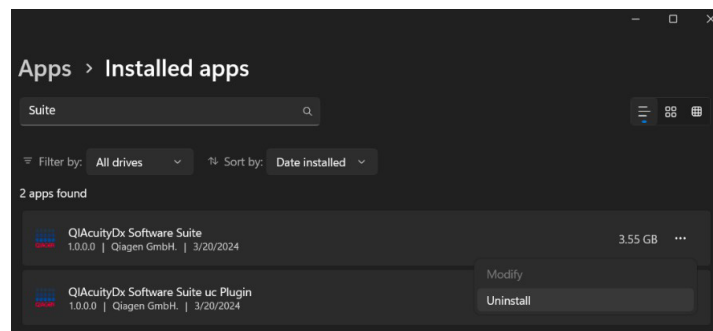 Apps > Installed apps
Suite
Filter by: All drives Sort by: Date installed
2 apps found
QIAcuityDx Software Suite
1.0.0.0 | Qiagen GmbH. | 3/20/2024
3.55 GB ...
Modify
Uninstall
QIAcuityDx Software Suite uc Plugin
1.0.0.0 | Qiagen GmbH. | 3/20/2024